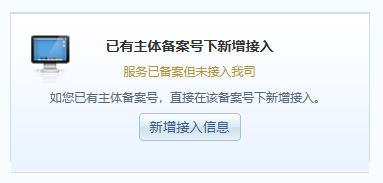 已有主体备案号下新增接入
服务已备案但未接入我司
如您已有主体备案号，直接在该备案号下新增接入。
新增接入信息